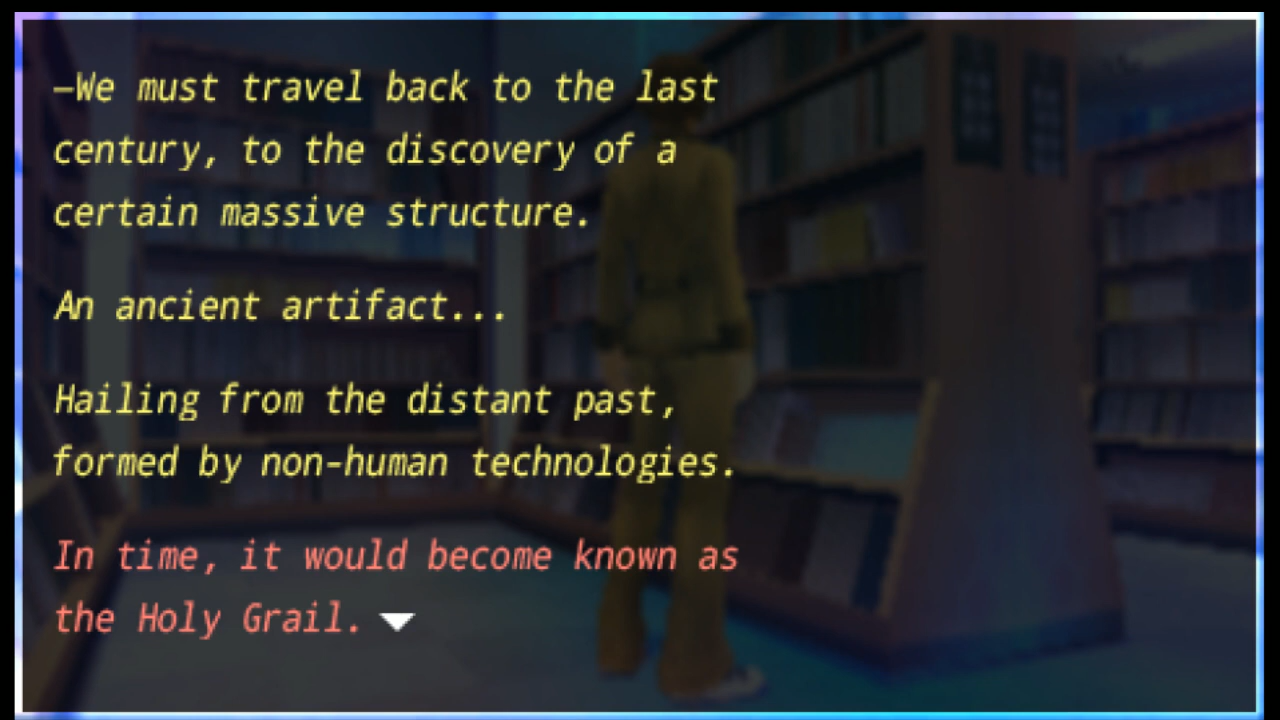 —We must travel back to the last
century, to the discovery of a
certain massive structure.
An ancient artifact...
Hailing from the distant past,
formed by non-human technologies.
In time, it would become known as
the Holy Grail.